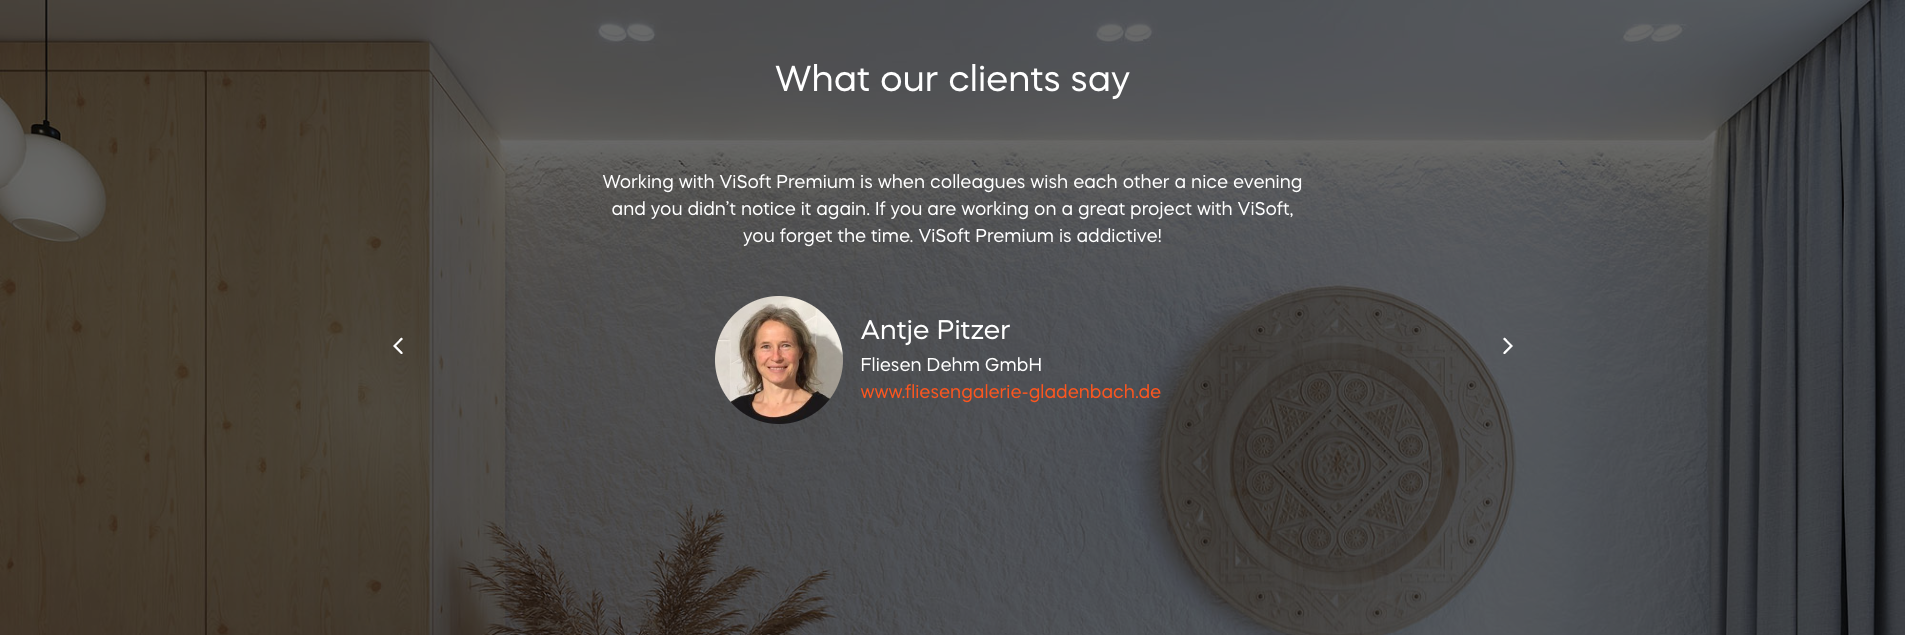 What our clients say
Working with ViSoft Premium is when colleagues wish each other a nice evening
and you didn't notice it again. If you are working on a great project with ViSoft,
you forget the time. ViSoft Premium is addictive!
Antje Pitzer
Fliesen Dehm GmbH
www.fliesengalerie-gladenbach.de